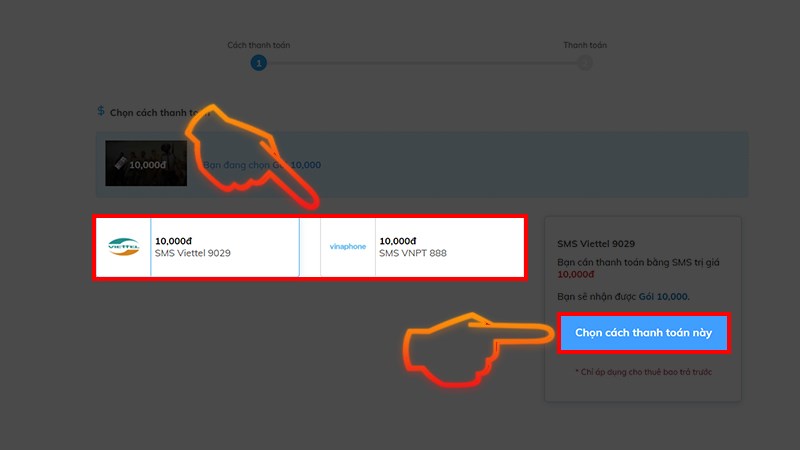 Cách thanh toán
Thanh toán
1
$ Chọn cách thanh toán
10,000đ
Bạn đang chọn Gói 10,000
VIETTEL
10,000đ
SMS Viettel 9029
vinaphone
10,000đ
SMS VNPT 888
SMS Viettel 9029
Bạn cần thanh toán bằng SMS trị giá
10,000đ
Bạn sẽ nhận được Gói 10,000.
Chọn cách thanh toán này
* Chỉ áp dụng cho thuê bao trả trước